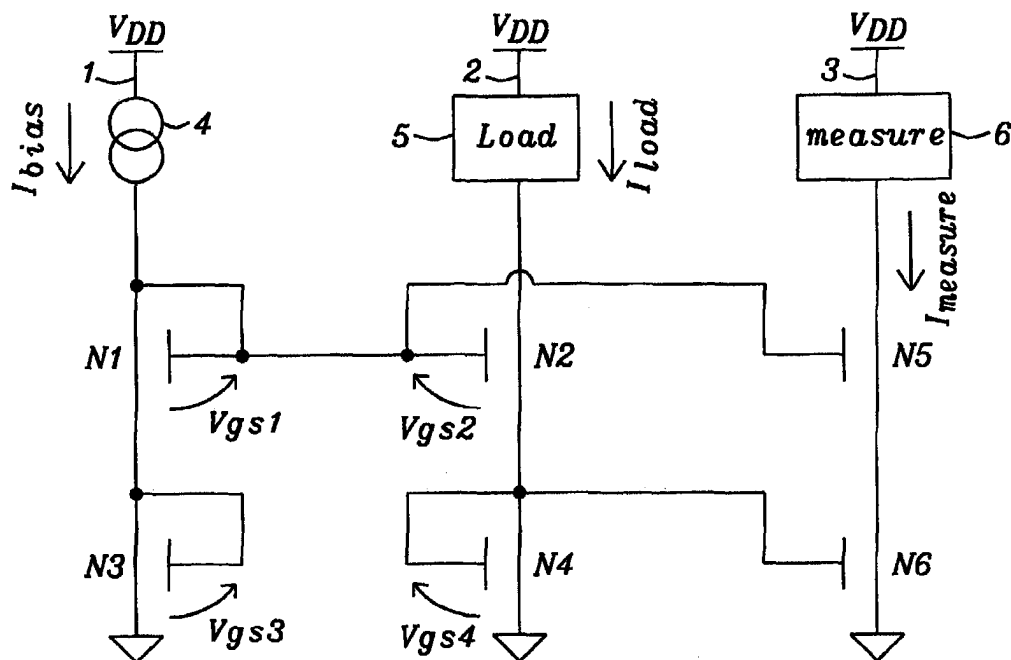 VDD VDD VDD
1 2 3
Ibias 4 5 Load Iload measure 6
Imeasure
N1 N2 N5
Vgs1 Vgs2
N3 N4 N6
Vgs3 Vgs4